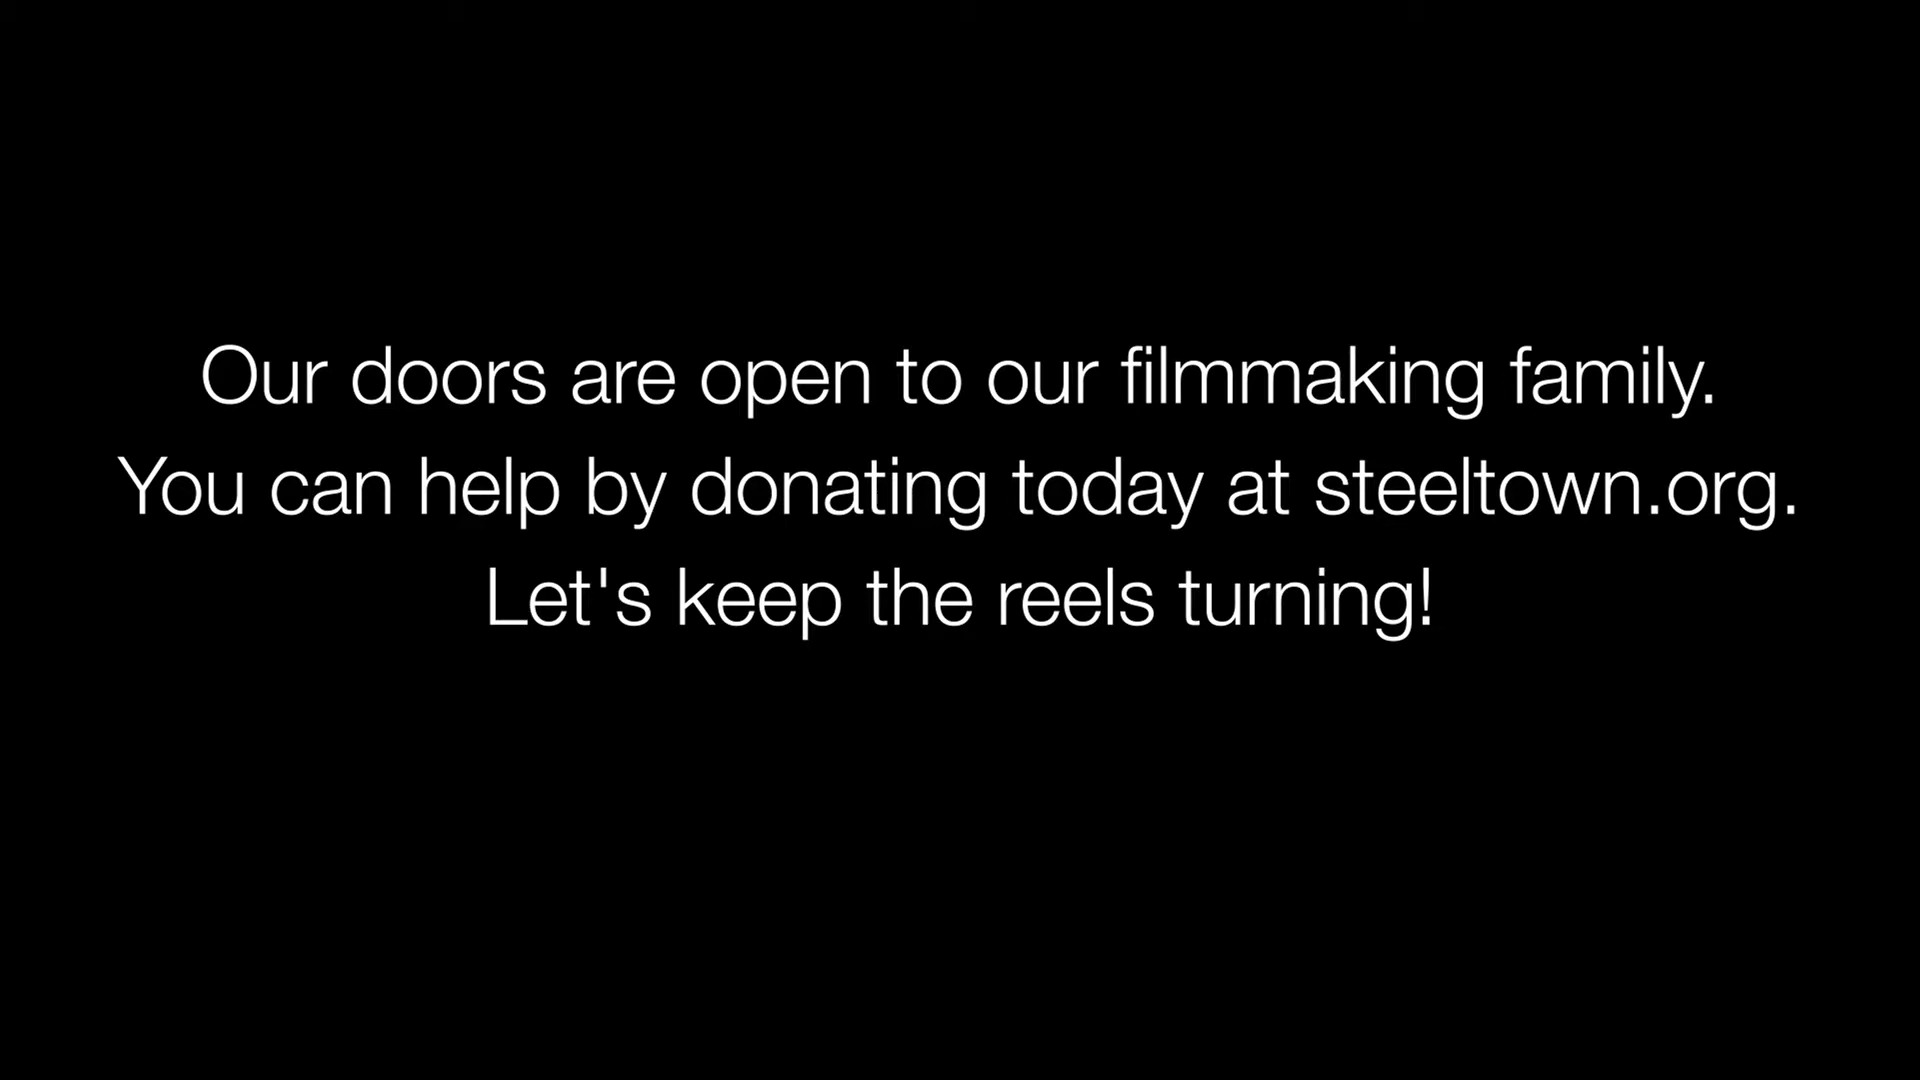 Our doors are open to our filmmaking family.
You can help by donating today at steeltown.org.
Let's keep the reels turning!